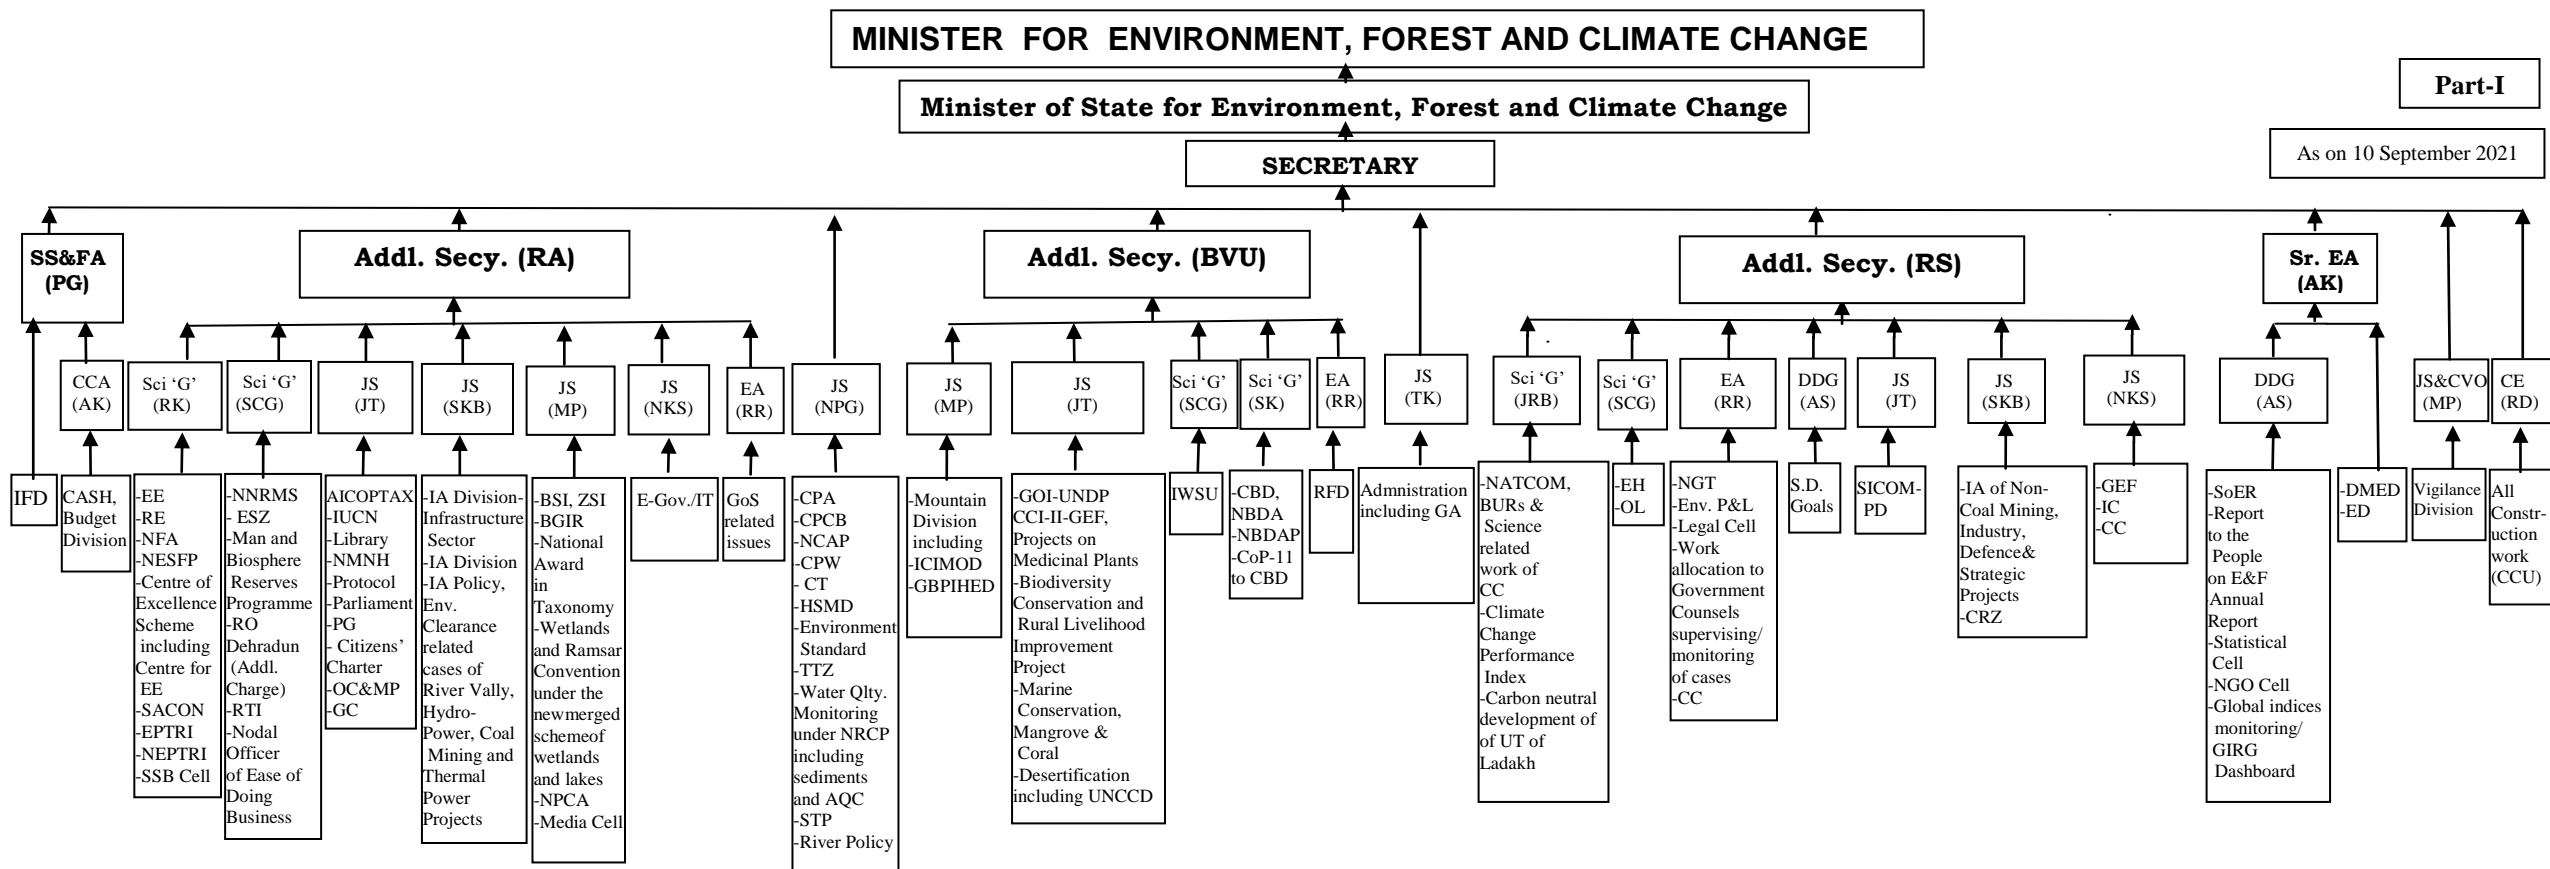 MINISTER FOR ENVIRONMENT, FOREST AND CLIMATE CHANGE
Minister of State for Environment, Forest and Climate Change
Part-I
As on 10 September 2021
SECRETARY
SS&FA
(PG)
Addl. Secy. (RA)
Addl. Secy. (BVU)
Addl. Secy. (RS)
Sr. EA
(AK)
CCA
(AK)
Sci ‘G’
(RK)
Sci ‘G’
(SCG)
JS
(JT)
JS
(SKB)
JS
(MP)
JS
(NKS)
EA
(RR)
JS
(NPG)
JS
(MP)
JS
(JT)
Sci ‘G’
(SCG)
Sci ‘G’
(SK)
EA
(RR)
JS
(TK)
Sci ‘G’
(JRB)
Sci ‘G’
(SCG)
EA
(RR)
DDG
(AS)
JS
(JT)
JS
(SKB)
JS
(NKS)
DDG
(AS)
JS&CVO
(MP)
CE
(RD)
IFD
CASH,
Budget
Division
-EE
-RE
-NFA
-NESFP
-Centre of
Excellence
Scheme
including
Centre for
EE
-SACON
-EPTRI
-NEPTRI
-SSB Cell
-NNRMS
- ESZ
-Man and
Biosphere
Reserves
Programme
-RO
Dehradun
(Addl.
Charge)
-RTI
-Nodal
Officer
of Ease of
Doing
Business
AICOPTAX
-IUCN
-Library
-NMNH
-Protocol
-Parliament
-PG
- Citizens’
Charter
-OC&MP
-GC
-IA Division-
Infrastructure
Sector
-IA Division
-IA Policy,
Env.
Clearance
related
cases of
River Vally,
Hydro-
Power, Coal
Mining and
Thermal
Power
Projects
-BSI, ZSI
-BGIR
-National
Award
in
Taxonomy
-Wetlands
and Ramsar
Convention
under the
newmerged
schemeof
wetlands
and lakes
-NPCA
-Media Cell
E-Gov./IT
GoS
related
issues
-CPA
-CPCB
-NCAP
-CPW
- CT
-HSMD
-Environment
Standard
-TTZ
-Water Qlty.
Monitoring
under NRCP
including
sediments
and AQC
-STP
-River Policy
-Mountain
Division
including
-ICIMOD
-GBPIHED
-GOI-UNDP
CCI-II-GEF,
Projects on
Medicinal Plants
-Biodiversity
Conservation and
Rural Livelihood
Improvement
Project
-Marine
Conservation,
Mangrove &
Coral
-Desertification
including UNCCD
IWSU
-CBD,
NBDA
-NBDAP
-CoP-11
to CBD
RFD
Admnistration
including GA
-NATCOM,
BURs &
Science
related
work of
CC
-Climate
Change
Performance
Index
-Carbon neutral
development of
of UT of
Ladakh
-EH
-OL
-NGT
-Env. P&L
-Legal Cell
-Work
allocation to
Government
Counsels
supervising/
monitoring
of cases
-CC
S.D.
Goals
SICOM-
PD
-IA of Non-
Coal Mining,
Industry,
Defence&
Strategic
Projects
-CRZ
-GEF
-IC
-CC
-SoER
-Report
to the
People
on E&F
-Annual
Report
-Statistical
Cell
-NGO Cell
-Global indices
monitoring/
GIRG
Dashboard
-DMED
-ED
Vigilance
Division
All
Constr-
uction
work
(CCU)